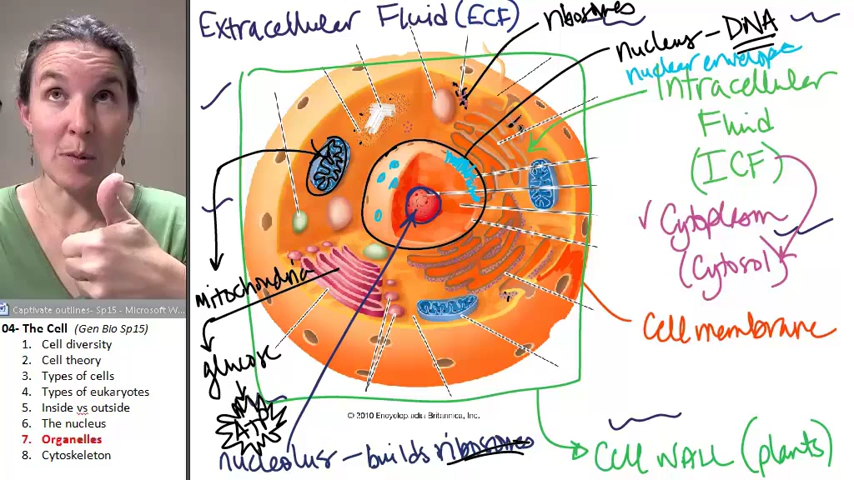 Extracellular Fluid (ECF)
ribosomes
nucleus - DNA
nuclear envelope
Intracellular
Fluid
(ICF)
Cytoplasm
(Cytosol)
Cell membrane
mitochondria
glucose
ATP
nucleolus - builds ribosomes
Cell WALL (plants)
© 2010 Encyclopædia Britannica, Inc.
Captivate outlines- Sp15 - Microsoft W...
04- The Cell (Gen Bio Sp15)
1. Cell diversity
2. Cell theory
3. Types of cells
4. Types of eukaryotes
5. Inside vs outside
6. The nucleus
7. Organelles
8. Cytoskeleton